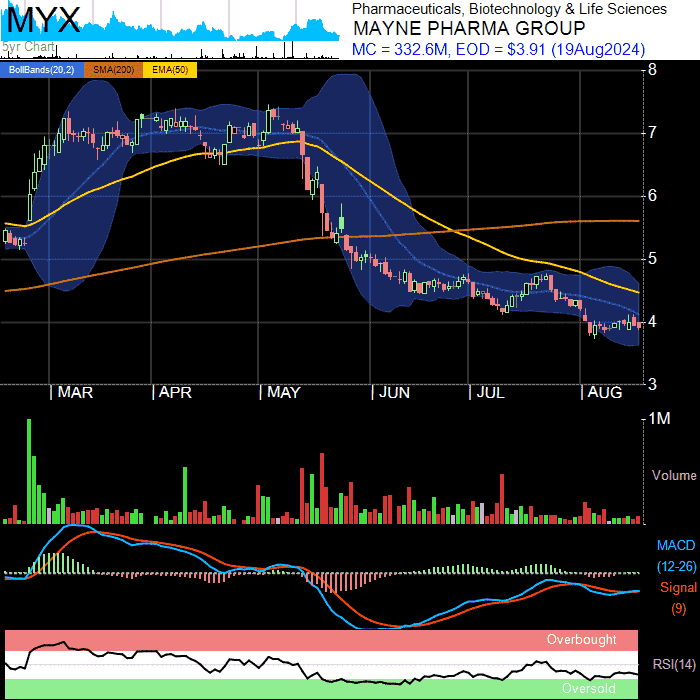 MYX
5yr Chart
Pharmaceuticals, Biotechnology & Life Sciences
MAYNE PHARMA GROUP
MC = 332.6M, EOD = $3.91 (19Aug2024)
BollBands(20,2) SMA(200) EMA(50)
8
7
6
5
4
3
MAR APR MAY JUN JUL AUG
1M
Volume
MACD
(12-26)
Signal
(9)
Overbought
RSI(14)
Oversold